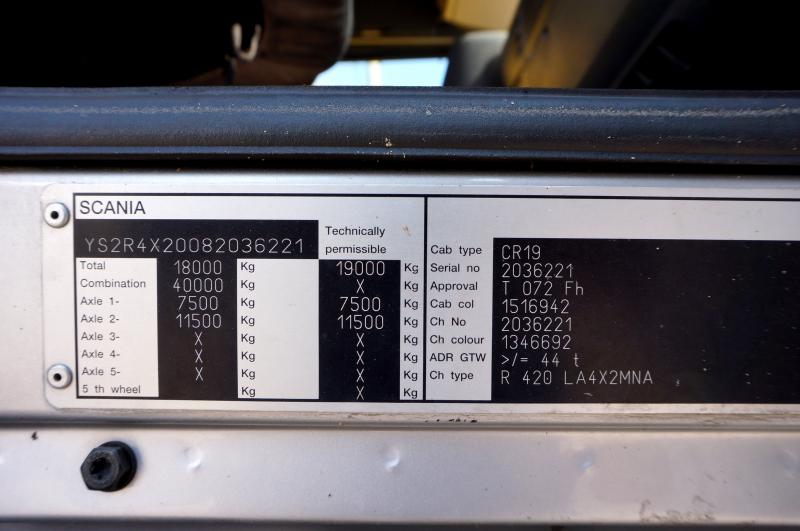 SCANIA
YS2R4X20082036221
Technically
permissible
Total 18000 Kg 19000 Kg
Combination 40000 Kg X Kg
Axle 1- 7500 Kg 7500 Kg
Axle 2- 11500 Kg 11500 Kg
Axle 3- X Kg X Kg
Axle 4- X Kg X Kg
Axle 5- X Kg X Kg
5 th wheel Kg X Kg
Cab type CR19
Serial no 2036221
Approval T 072 Fh
Cab col 1516942
Ch No 2036221
Ch colour 1346692
ADR GTW >/= 44 t
Ch type R 420 LA4X2MNA